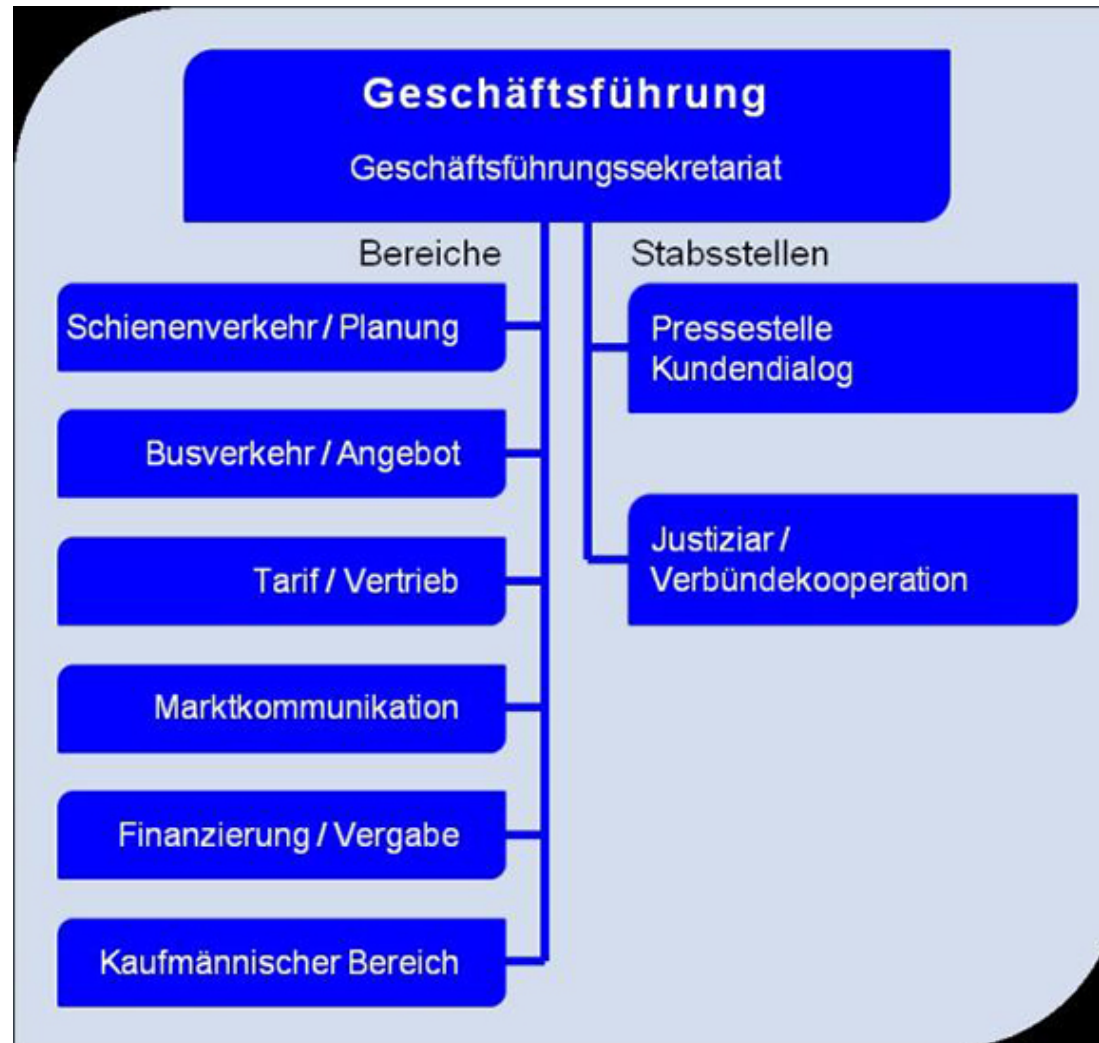 Geschäftsführung
Geschäftsführungssekretariat
Bereiche
Schienenverkehr / Planung
Busverkehr / Angebot
Tarif / Vertrieb
Marktkommunikation
Finanzierung / Vergabe
Kaufmännischer Bereich
Stabsstellen
Pressestelle
Kundendialog
Justiziar /
Verbündekooperation